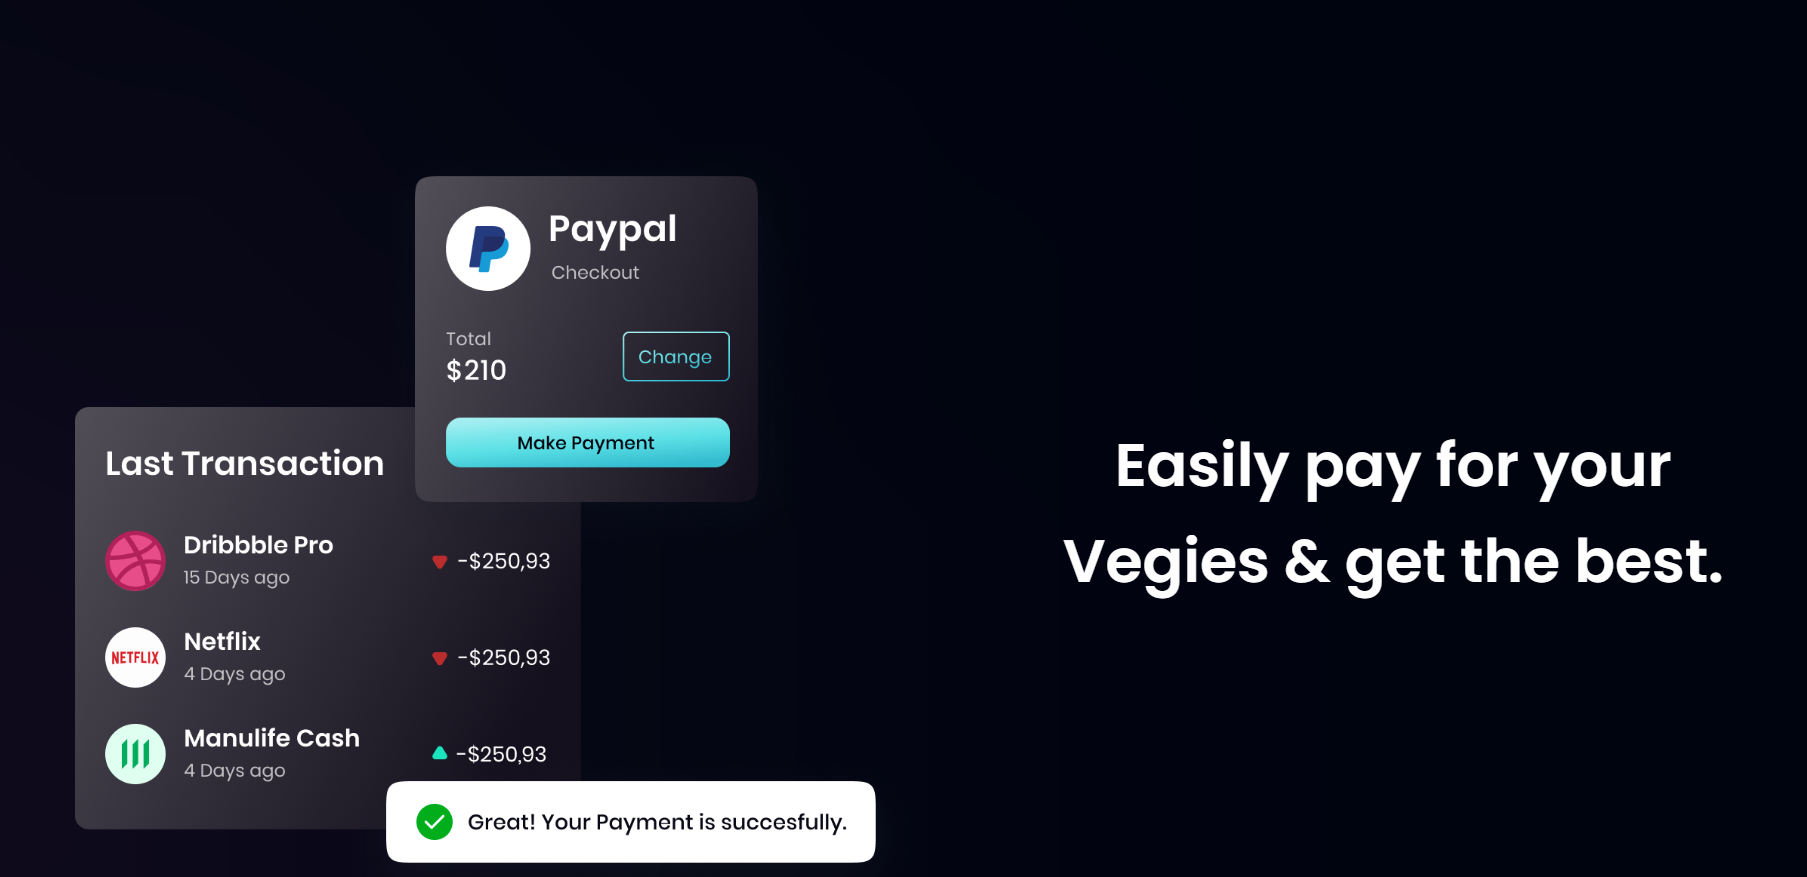 Paypal
Checkout
Total
$210
Change
Make Payment
Last Transaction
Dribbble Pro
15 Days ago
-$250,93
NETFLIX
Netflix
4 Days ago
-$250,93
Manulife Cash
4 Days ago
-$250,93
Great! Your Payment is succesfully.
Easily pay for your
Vegies & get the best.